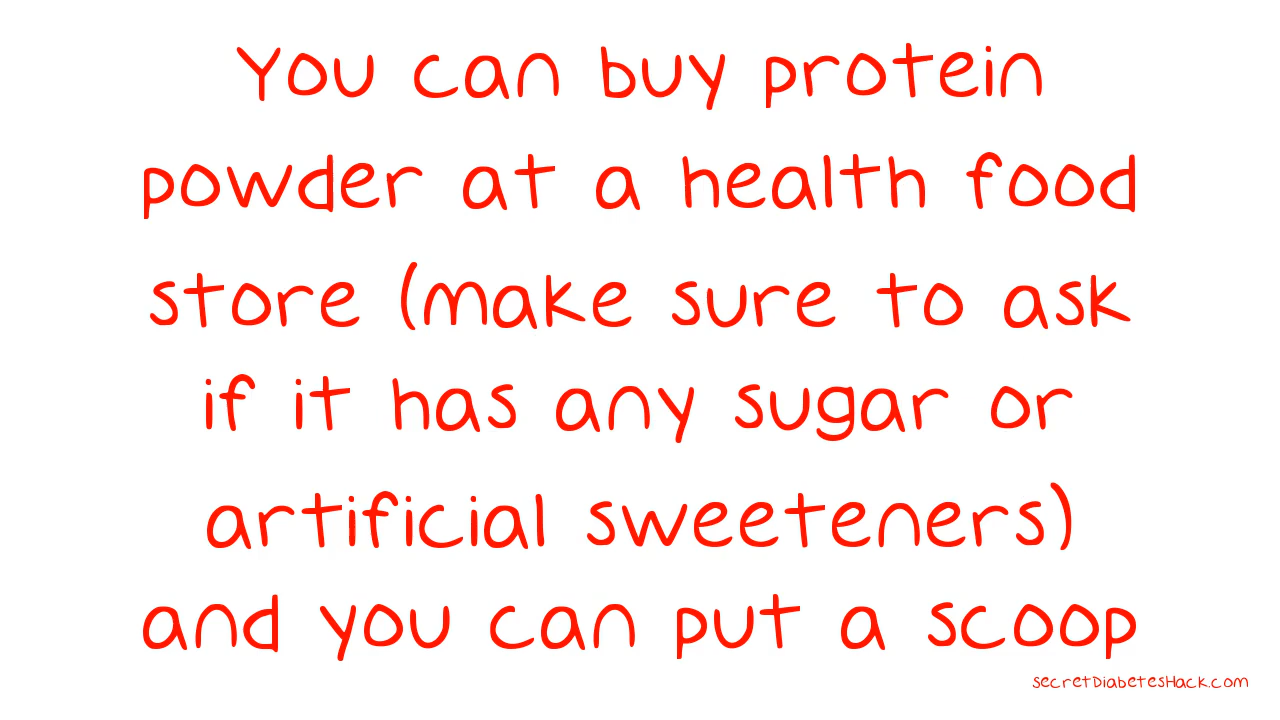 You can buy protein
powder at a health food
store (make sure to ask
if it has any sugar or
artificial sweeteners)
and you can put a scoop
secretDiabetesHack.com